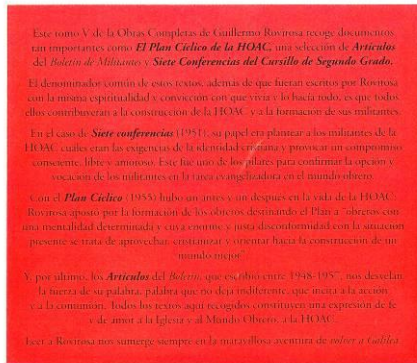 Este tomo V de la Obras Completas de Guillermo Rovirosa recoge documentos
tan importantes como El Plan Cíclico de la HOAC, una selección de Artículos
del Boletín de Militantes y Siete Conferencias del Cursillo de Segundo Grado.
El denominador común de estos textos, además de que fueran escritos por Rovirosa
con la misma espiritualidad y convicción con que vivía y lo hacía todo, es que todos
ellos contribuyeran a la construcción de la HOAC y a la formación de sus militantes.
En el caso de Siete conferencias (1951), su papel era plantear a los militantes de la
HOAC cuáles eran las exigencias de la identidad cristiana y provocar un compromiso
consciente, libre y amoroso. Este fue uno de los pilares para confirmar la opción y
vocación de los militantes en la tarea evangelizadora en el mundo obrero.
Con el Plan Cíclico (1955) hubo un antes y un después en la vida de la HOAC.
Rovirosa apostó por la formación de los obreros destinando el Plan a "obreros con
una mentalidad determinada y cuya enorme y justa disconformidad con la situación
presente se trata de aprovechar, cristianizar y orientar hacia la construcción de un
mundo mejor"
Y, por último, los Artículos del Boletín, que escribió entre 1948-1957, nos desvelan
la fuerza de su palabra, palabra que no deja indiferente, que incita a la acción
y a la comunión. Todos los textos aquí recogidos constituyen una expresión de fe
y de amor a la Iglesia y al Mundo Obrero, a la HOAC.
Leer a Rovirosa nos sumerge siempre en la maravillosa aventura de volver a Galilea